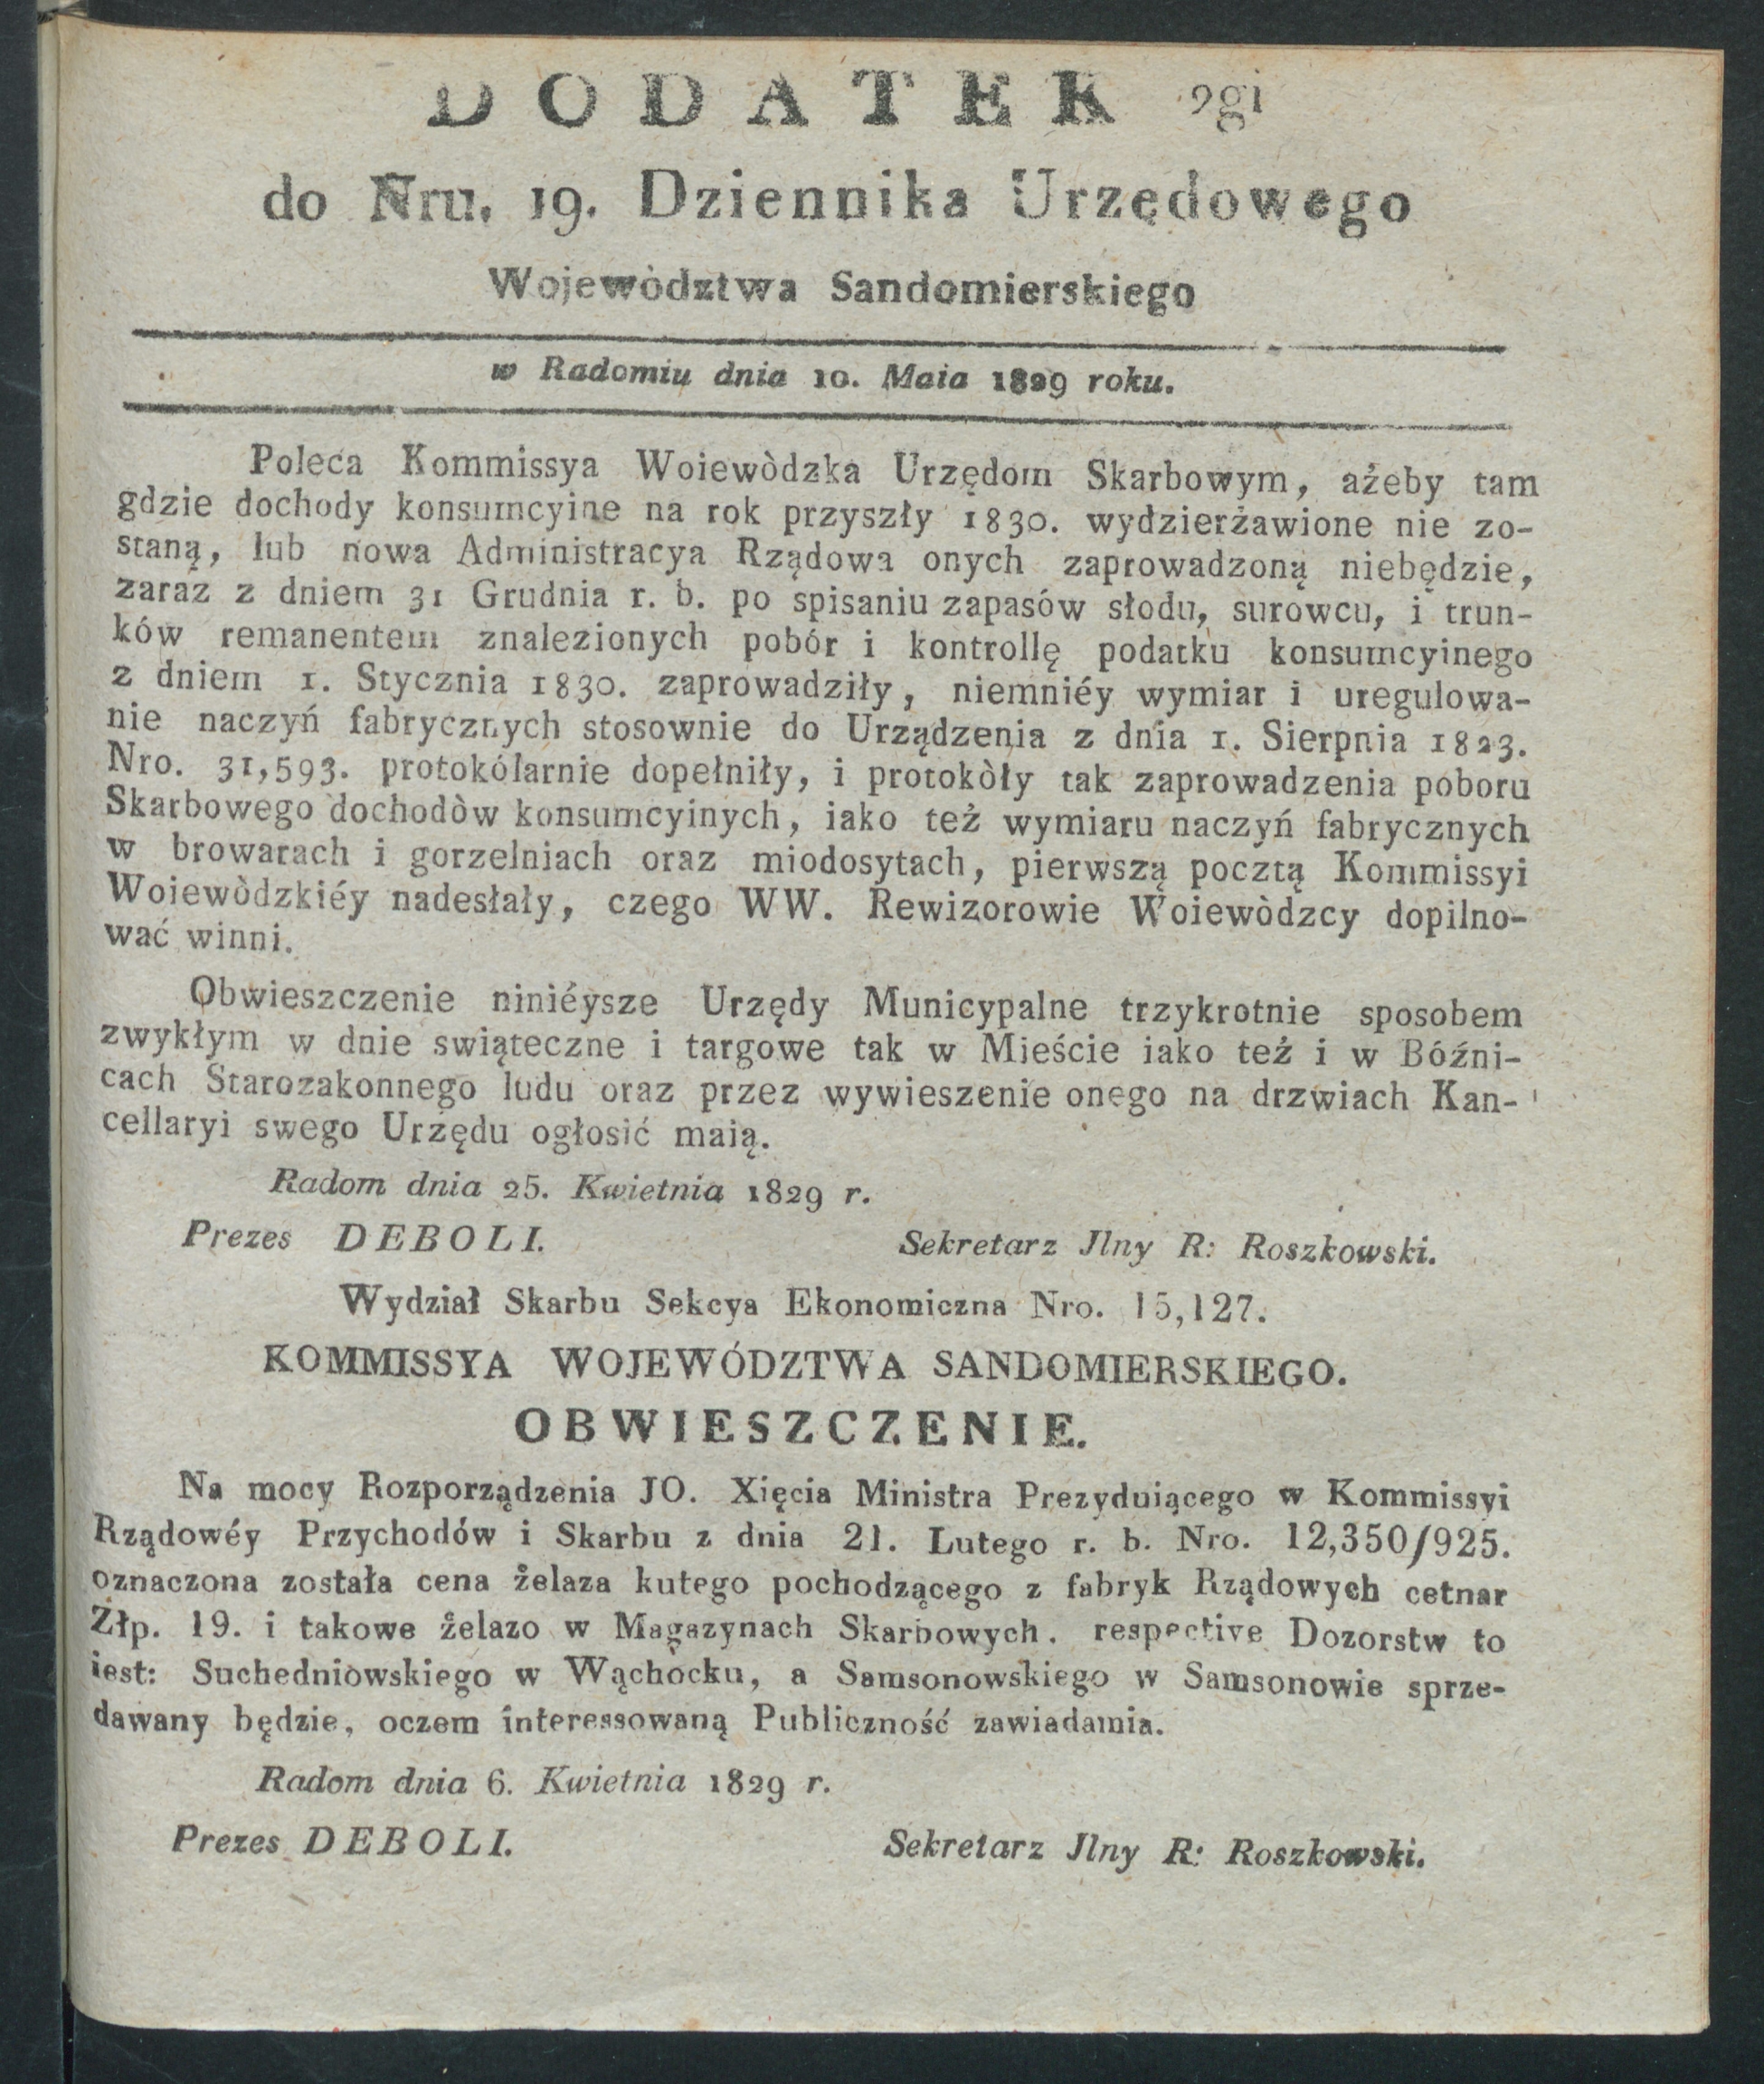 DODATEK 2gi
do Nru. 19. Dziennika Urzędowego
Wojewòdztwa Sandomierskiego
w Radomiu dnia 10. Maia 1829 roku.
Poleca Kommissya Woiewòdzka Urzędom Skarbowym, ażeby tam
gdzie dochody konsumcyine na rok przyszły 1830. wydzierżawione nie zo-
staną, lub nowa Administracya Rządowa onych zaprowadzoną niebędzie,
zaraz z dniem 31 Grudnia r. b. po spisaniu zapasów słodu, surowcu, i trun-
ków remanentem znalezionych pobór i kontrollę podatku konsumcyinego
z dniem 1. Stycznia 1830. zaprowadziły, niemniéy wymiar i uregulowa-
nie naczyń fabrycznych stosownie do Urządzenia z dnia 1. Sierpnia 1823.
Nro. 31,593. protokólarnie dopełniły, i protokòły tak zaprowadzenia poboru
Skarbowego dochodòw konsumcyinych, iako też wymiaru naczyń fabrycznych
w browarach i gorzelniach oraz miodosytach, pierwszą pocztą Kommissyi
Woiewòdzkiéy nadesłały, czego WW. Rewizorowie Woiewòdzcy dopilno-
wać winni.
Obwieszczenie niniéysze Urzędy Municypalne trzykrotnie sposobem
zwykłym w dnie swiąteczne i targowe tak w Mieście iako też i w Bóźni-
cach Starozakonnego ludu oraz przez wywieszenie onego na drzwiach Kan-
cellaryi swego Urzędu ogłosić maią.
Radom dnia 25. Kwietnia 1829 r.
Prezes DEBOLI. Sekretarz Jlny R: Roszkowski.
Wydział Skarbu Sekcya Ekonomiczna Nro. 15,127.
KOMMISSYA WOJEWÓDZTWA SANDOMIERSKIEGO.
OBWIESZCZENIE.
Na mocy Rozporządzenia JO. Xięcia Ministra Prezyduiącego w Kommissyi
Rządowéy Przychodów i Skarbu z dnia 21. Lutego r. b. Nro. 12,350/925.
oznaczona została cena żelaza kutego pochodzącego z fabryk Rządowych cetnar
Złp. 19. i takowe żelazo w Magazynach Skarbowych. respective Dozorstw to
iest: Suchedniowskiego w Wąchocku, a Samsonowskiego w Samsonowie sprze-
dawany będzie, oczem interessowaną Publiczność zawiadamia.
Radom dnia 6. Kwietnia 1829 r.
Prezes DEBOLI. Sekretarz Jlny R: Roszkowski.